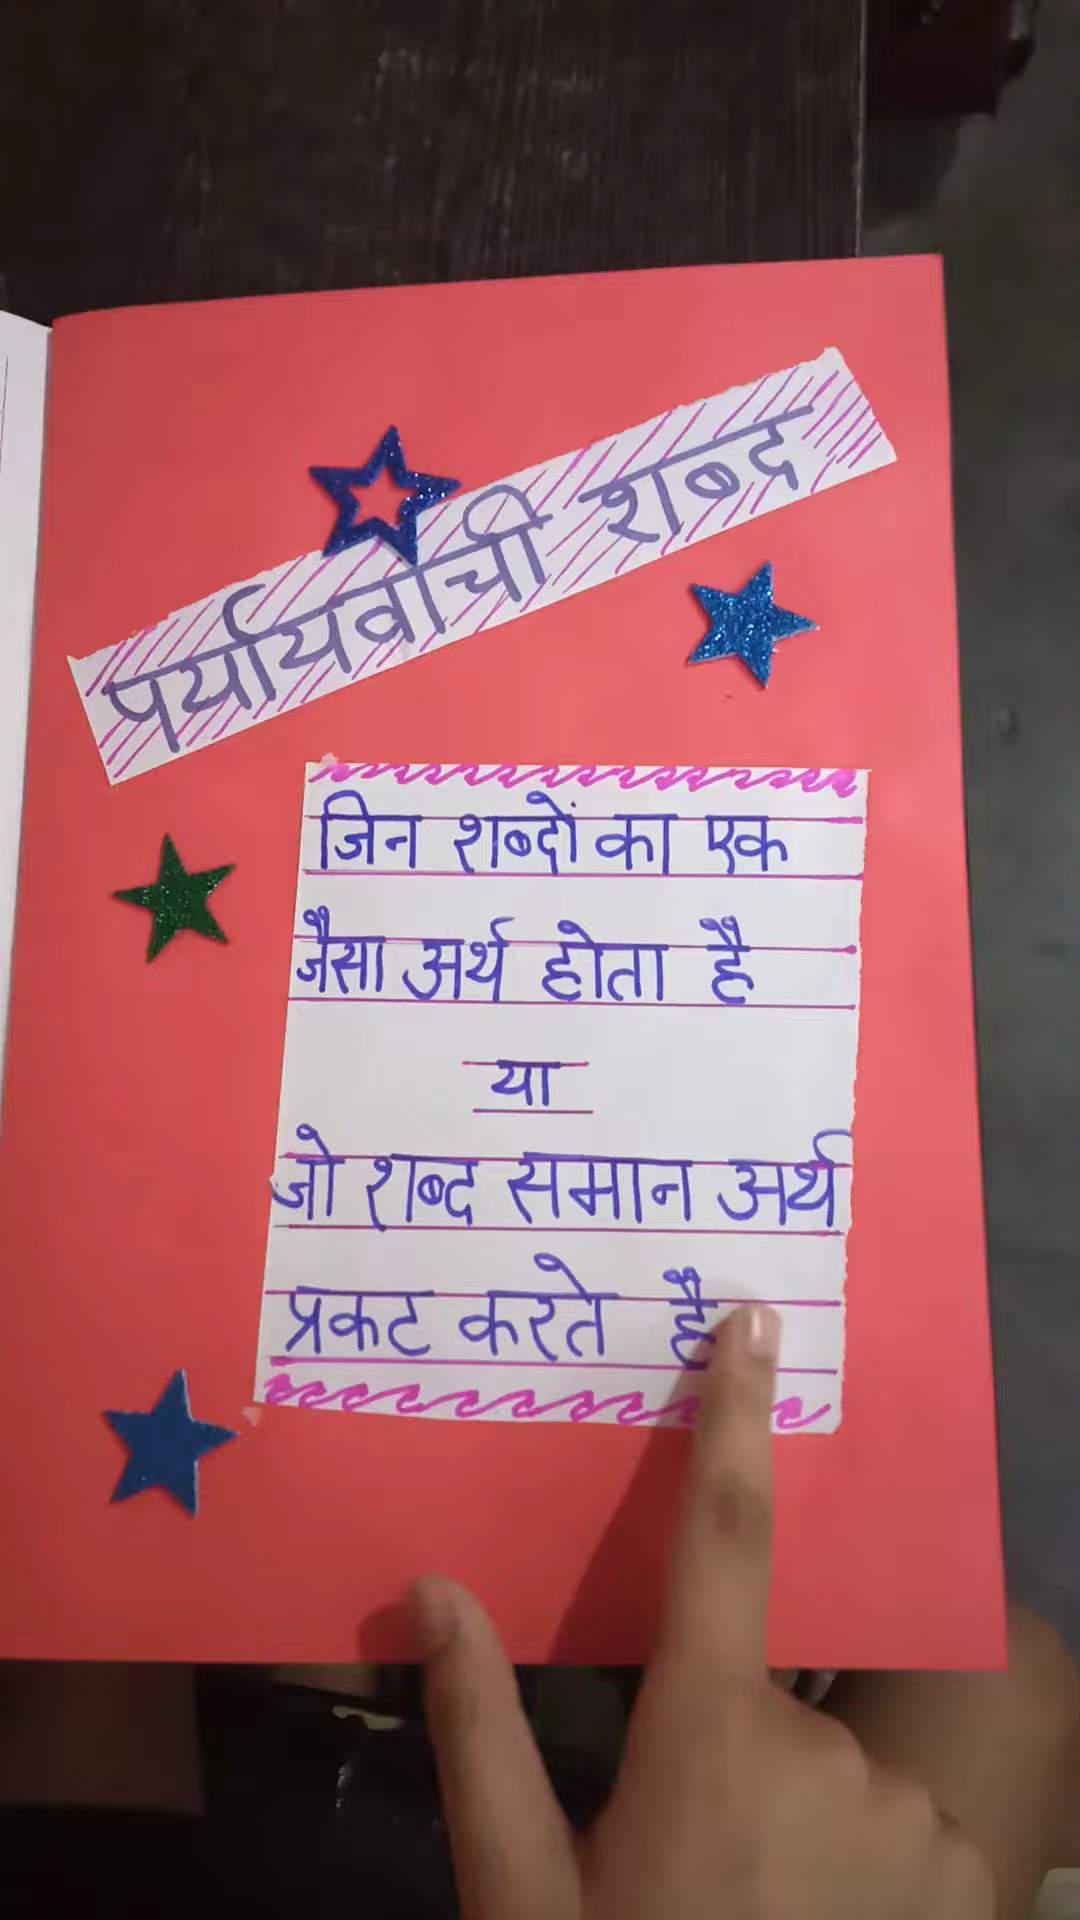 पर्यायवाची शब्द
जिन शब्दों का एक
जैसा अर्थ होता है
या
जो शब्द समान अर्थ
प्रकट करते है